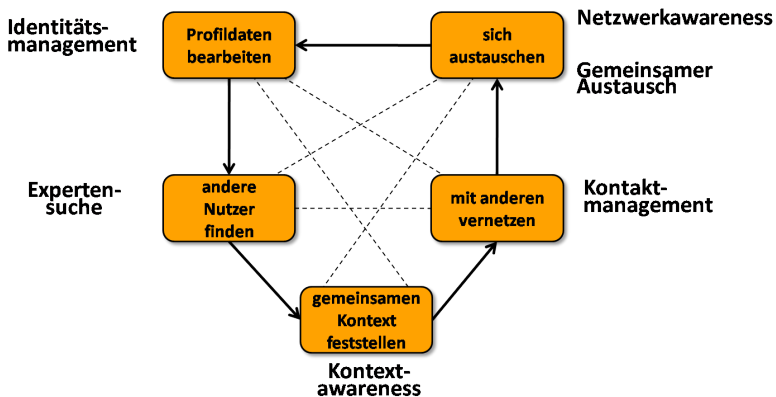 Identitäts-
management
Profildaten
bearbeiten
sich
austauschen
Netzwerkawareness
Gemeinsamer
Austausch
Experten-
suche
andere
Nutzer
finden
mit anderen
vernetzen
Kontakt-
management
gemeinsamen
Kontext
feststellen
Kontext-
awareness